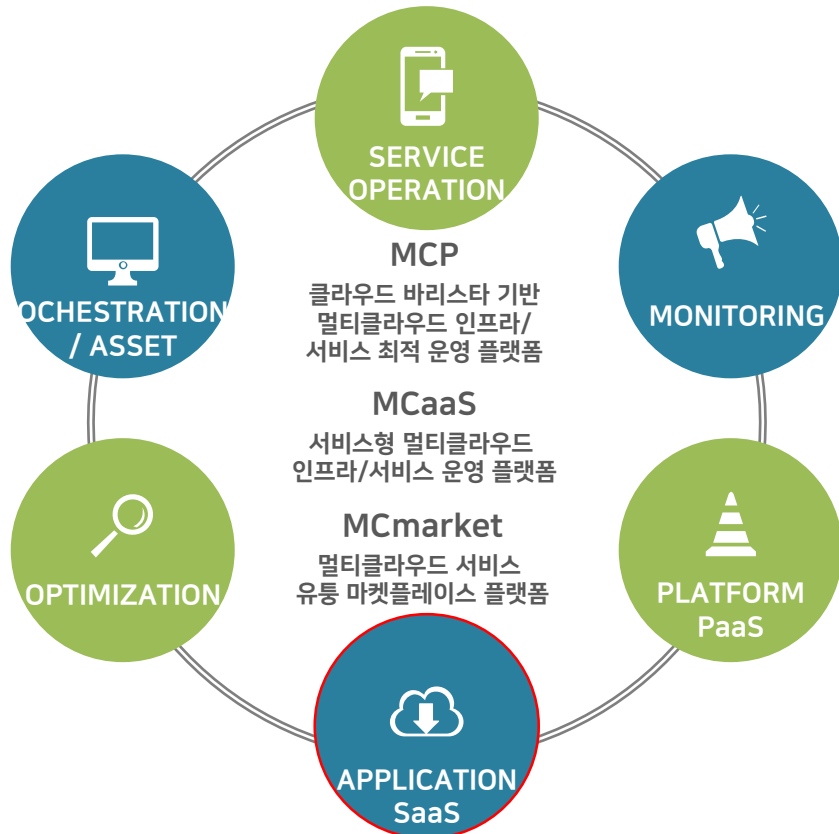 SERVICE
OPERATION
OCHESTRATION
/ ASSET
MONITORING
MCP
클라우드 바리스타 기반
멀티클라우드 인프라/
서비스 최적 운영 플랫폼
MCaaS
서비스형 멀티클라우드
인프라/서비스 운영 플랫폼
MCmarket
멀티클라우드 서비스
유통 마켓플레이스 플랫폼
OPTIMIZATION
PLATFORM
PaaS
APPLICATION
SaaS